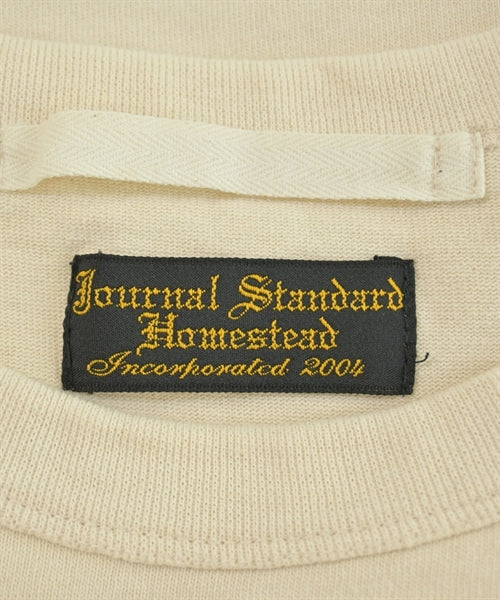 Journal Standard
Homestead
Incorporated 2004